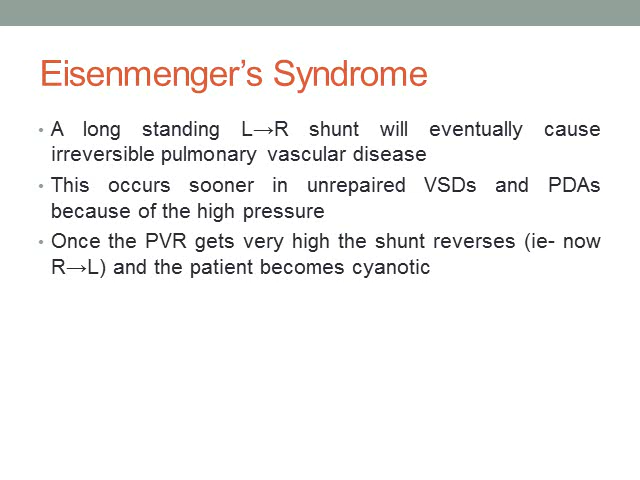 Eisenmenger’s Syndrome
• A long standing L→R shunt will eventually cause
irreversible pulmonary vascular disease
• This occurs sooner in unrepaired VSDs and PDAs
because of the high pressure
• Once the PVR gets very high the shunt reverses (ie- now
R→L) and the patient becomes cyanotic